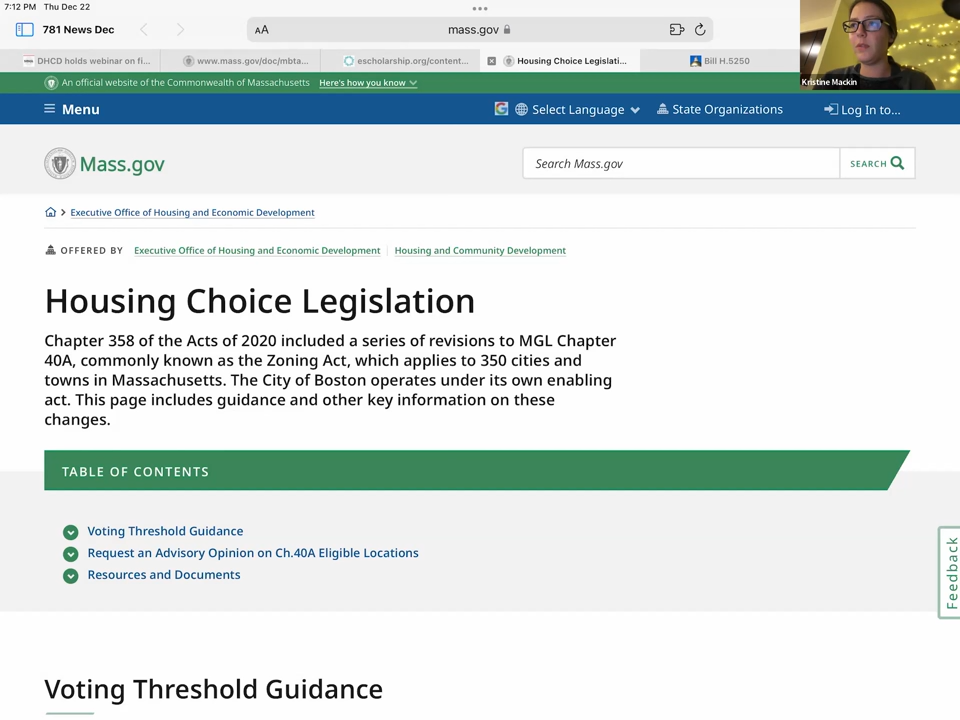 7:12 PM Thu Dec 22
781 News Dec
AA
mass.gov
DHCD holds webinar on fi...
www.mass.gov/doc/mbta...
escholarship.org/content...
Housing Choice Legislati...
Bill H.5250
Kristine Mackin
An official website of the Commonwealth of Massachusetts Here's how you know
Menu
Select Language
State Organizations
Log In to...
Mass.gov
Search Mass.gov
SEARCH
Executive Office of Housing and Economic Development
OFFERED BY Executive Office of Housing and Economic Development Housing and Community Development
Housing Choice Legislation
Chapter 358 of the Acts of 2020 included a series of revisions to MGL Chapter
40A, commonly known as the Zoning Act, which applies to 350 cities and
towns in Massachusetts. The City of Boston operates under its own enabling
act. This page includes guidance and other key information on these
changes.
TABLE OF CONTENTS
Voting Threshold Guidance
Request an Advisory Opinion on Ch.40A Eligible Locations
Resources and Documents
Feedback
Voting Threshold Guidance